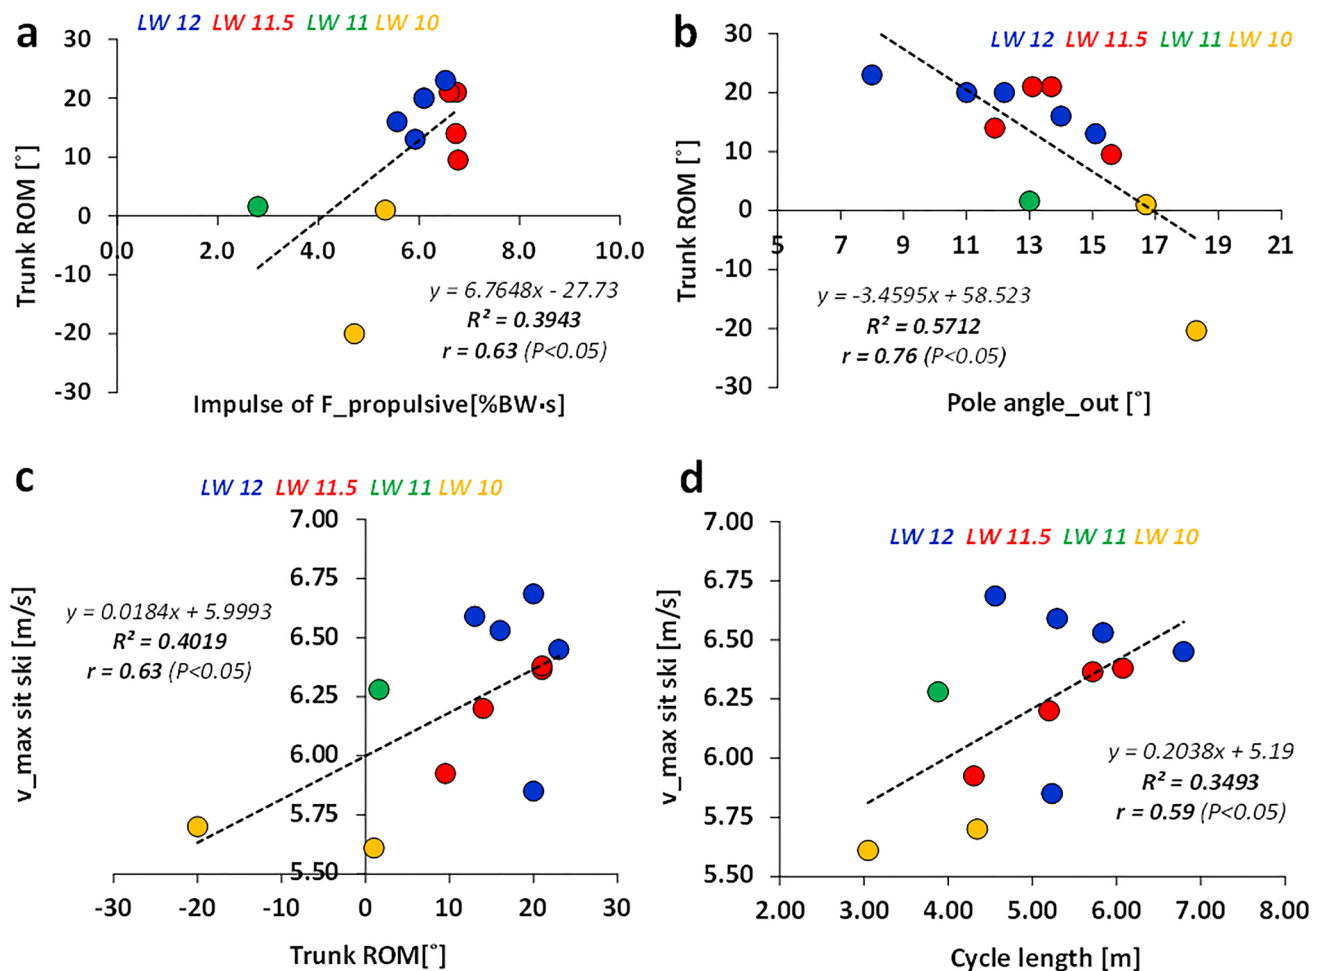 a
LW 12 LW 11.5 LW 11 LW 10
30
20
10
0
-10
-20
-30
0.0 2.0 4.0 6.0 8.0 10.0
Trunk ROM [°]
y = 6.7648x - 27.73
R² = 0.3943
r = 0.63 (P<0.05)
Impulse of F_propulsive[%BW·s]
b
LW 12 LW 11.5 LW 11 LW 10
30
20
10
0
-10
-20
-30
5 7 9 11 13 15 17 19 21
Trunk ROM [°]
y = -3.4595x + 58.523
R² = 0.5712
r = 0.76 (P<0.05)
Pole angle_out [°]
c
LW 12 LW 11.5 LW 11 LW 10
7.00
6.75
6.50
6.25
6.00
5.75
5.50
v_max sit ski [m/s]
y = 0.0184x + 5.9993
R² = 0.4019
r = 0.63 (P<0.05)
-30 -20 -10 0 10 20 30
Trunk ROM[°]
d
LW 12 LW 11.5 LW 11 LW 10
7.00
6.75
6.50
6.25
6.00
5.75
5.50
v_max sit ski [m/s]
y = 0.2038x + 5.19
R² = 0.3493
r = 0.59 (P<0.05)
2.00 3.00 4.00 5.00 6.00 7.00 8.00
Cycle length [m]